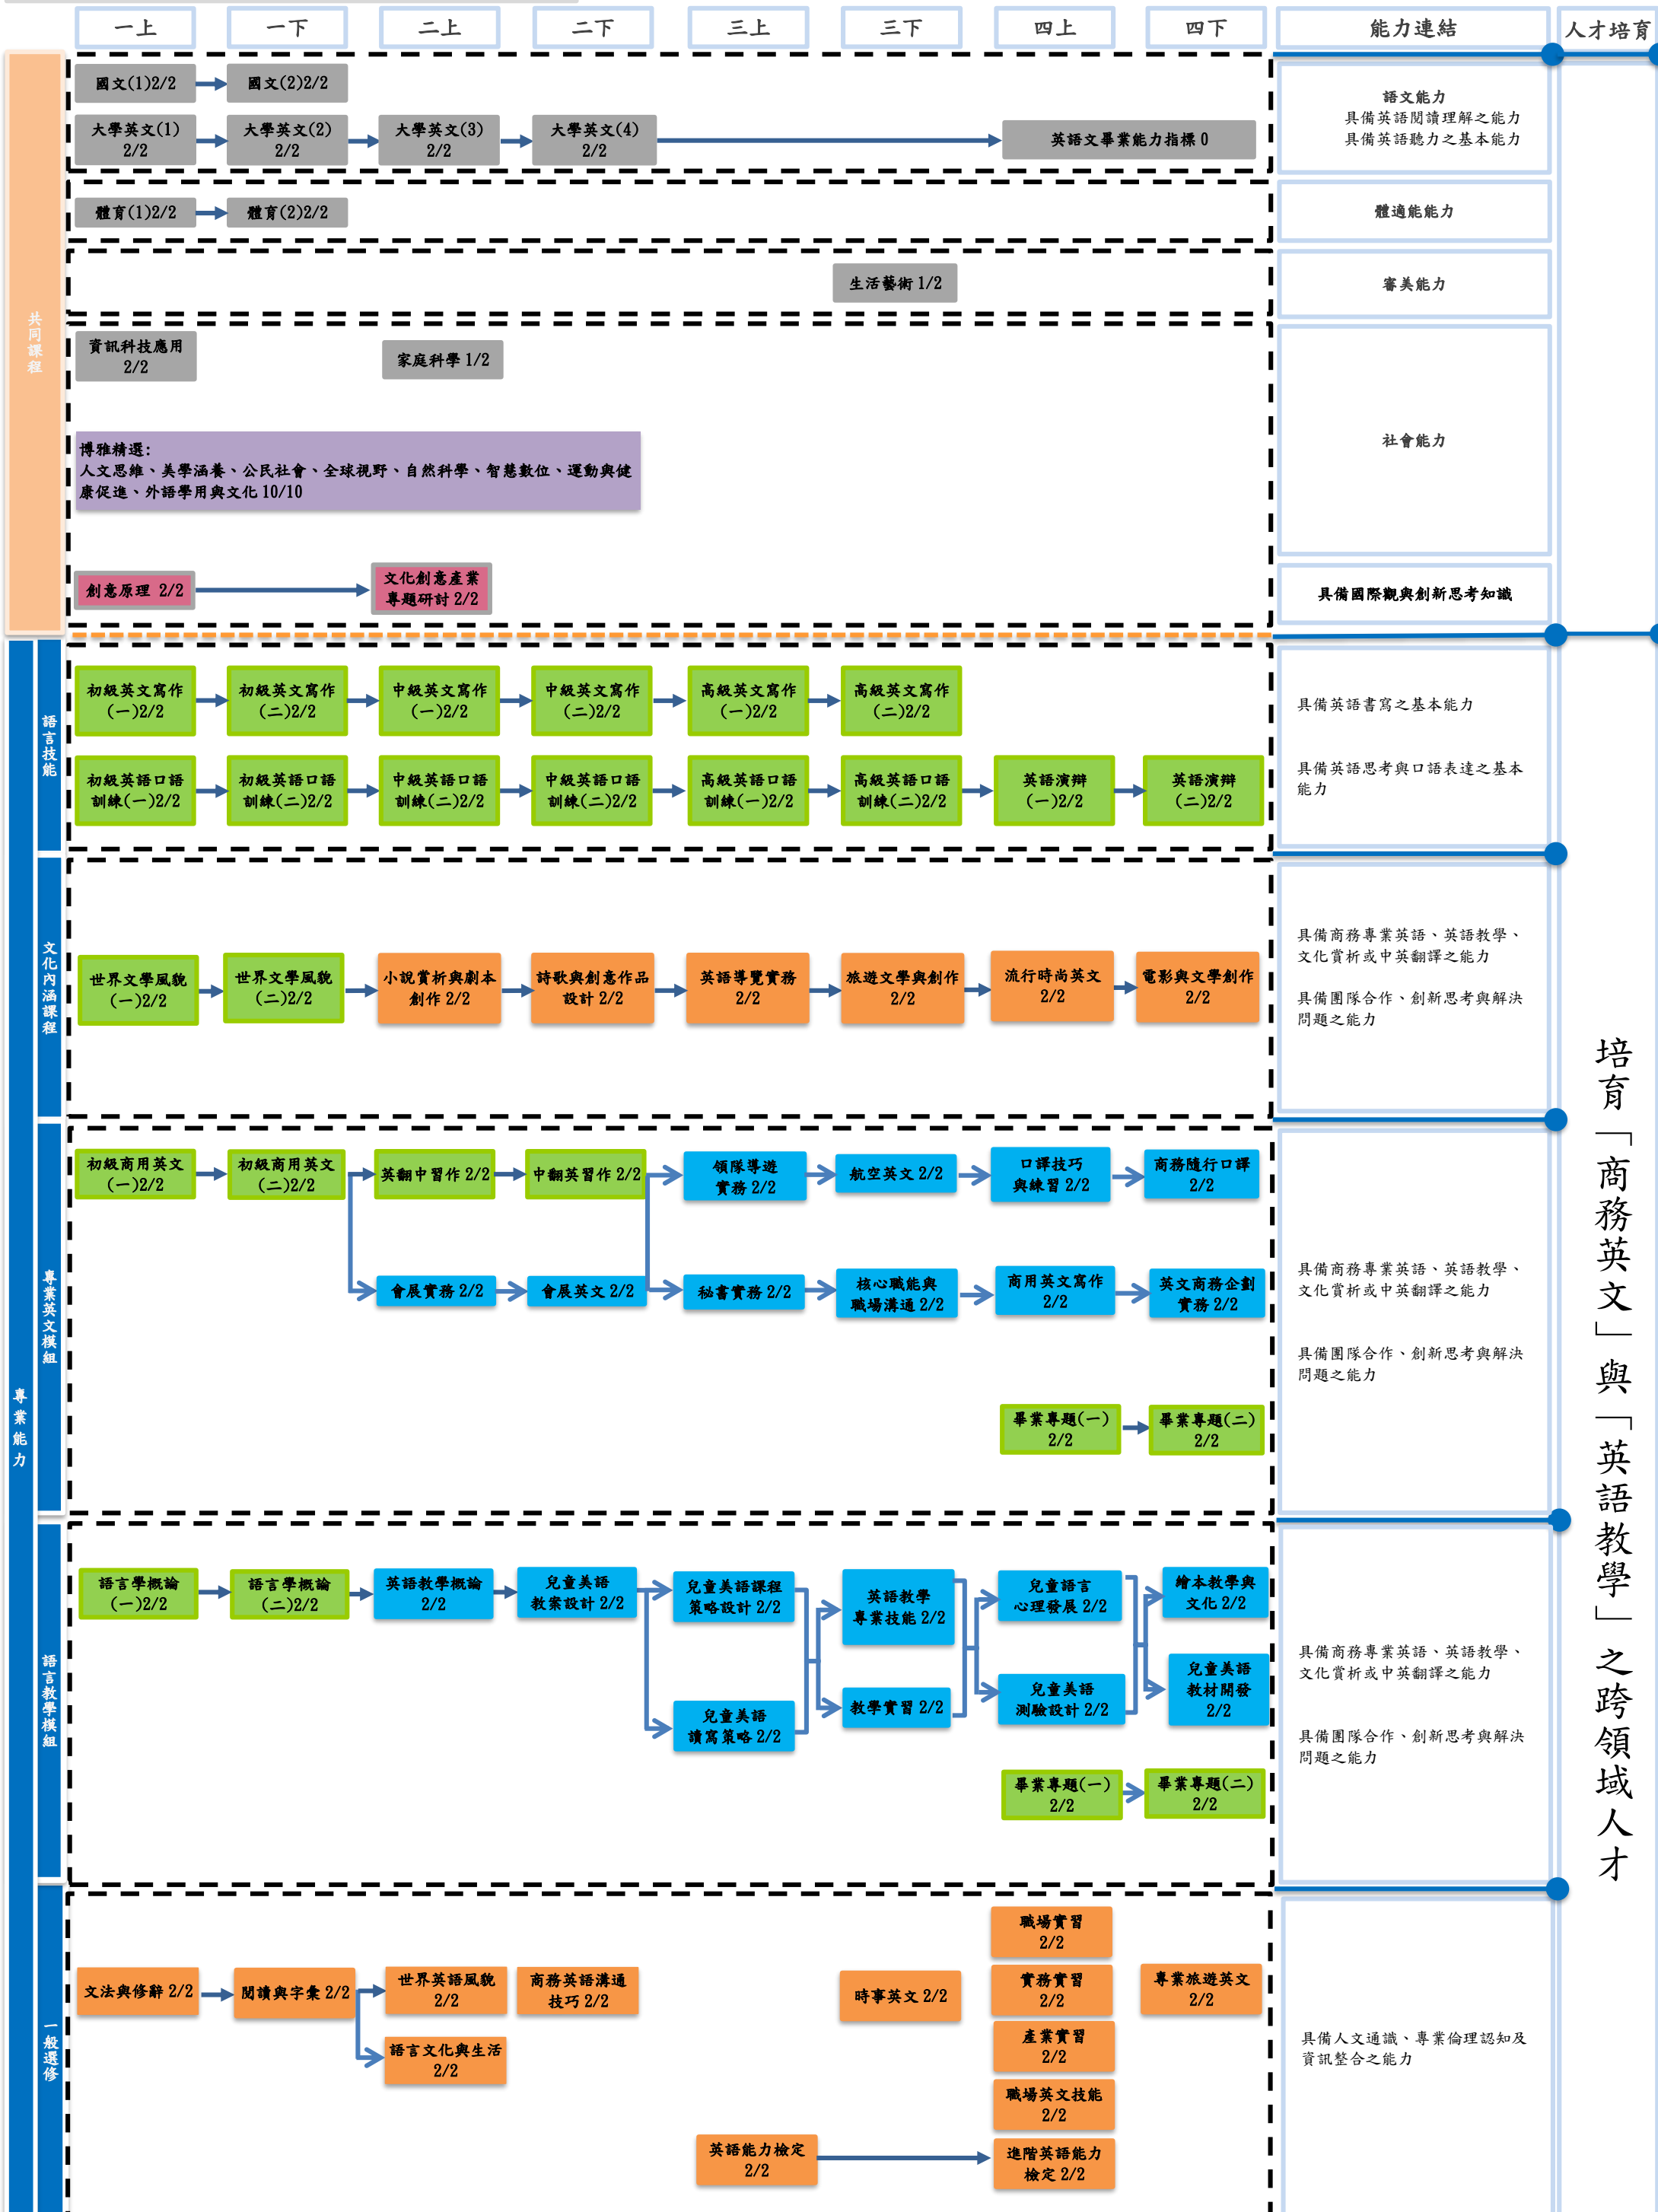 一上
一下
二上
二下
三上
三下
四上
四下
能力連結
人才培育
共同課程
國文(1)2/2
國文(2)2/2
大學英文(1)
2/2
大學英文(2)
2/2
大學英文(3)
2/2
大學英文(4)
2/2
英語文畢業能力指標 0
語文能力
具備英語閱讀理解之能力
具備英語聽力之基本能力
體育(1)2/2
體育(2)2/2
體適能能力
生活藝術 1/2
審美能力
資訊科技應用
2/2
家庭科學 1/2
博雅精選:
人文思維、美學涵養、公民社會、全球視野、自然科學、智慧數位、運動與健
康促進、外語學用與文化 10/10
社會能力
創意原理 2/2
文化創意產業
專題研討 2/2
具備國際觀與創新思考知識
專業能力
語言技能
初級英文寫作
(一)2/2
初級英文寫作
(二)2/2
中級英文寫作
(一)2/2
中級英文寫作
(二)2/2
高級英文寫作
(一)2/2
高級英文寫作
(二)2/2
初級英語口語
訓練(一)2/2
初級英語口語
訓練(二)2/2
中級英語口語
訓練(二)2/2
中級英語口語
訓練(二)2/2
高級英語口語
訓練(一)2/2
高級英語口語
訓練(二)2/2
英語演辯
(一)2/2
英語演辯
(二)2/2
具備英語書寫之基本能力
具備英語思考與口語表達之基本
能力
文化內涵課程
世界文學風貌
(一)2/2
世界文學風貌
(二)2/2
小說賞析與劇本
創作 2/2
詩歌與創意作品
設計 2/2
英語導覽實務
2/2
旅遊文學與創作
2/2
流行時尚英文
2/2
電影與文學創作
2/2
具備商務專業英語、英語教學、
文化賞析或中英翻譯之能力
具備團隊合作、創新思考與解決
問題之能力
專業英文模組
初級商用英文
(一)2/2
初級商用英文
(二)2/2
英翻中習作 2/2
中翻英習作 2/2
領隊導遊
實務 2/2
航空英文 2/2
口譯技巧
與練習 2/2
商務隨行口譯
2/2
會展實務 2/2
會展英文 2/2
秘書實務 2/2
核心職能與
職場溝通 2/2
商用英文寫作
2/2
英文商務企劃
實務 2/2
畢業專題(一)
2/2
畢業專題(二)
2/2
具備商務專業英語、英語教學、
文化賞析或中英翻譯之能力
具備團隊合作、創新思考與解決
問題之能力
培育「商務英文」與「英語教學」之跨領域人才
語言教學模組
語言學概論
(一)2/2
語言學概論
(二)2/2
英語教學概論
2/2
兒童美語
教案設計 2/2
兒童美語課程
策略設計 2/2
英語教學
專業技能 2/2
兒童語言
心理發展 2/2
繪本教學與
文化 2/2
兒童美語
讀寫策略 2/2
教學實習 2/2
兒童美語
測驗設計 2/2
兒童美語
教材開發
2/2
畢業專題(一)
2/2
畢業專題(二)
2/2
具備商務專業英語、英語教學、
文化賞析或中英翻譯之能力
具備團隊合作、創新思考與解決
問題之能力
一般選修
文法與修辭 2/2
閱讀與字彙 2/2
世界英語風貌
2/2
語言文化與生活
2/2
商務英語溝通
技巧 2/2
英語能力檢定
2/2
時事英文 2/2
職場實習
2/2
實務實習
2/2
產業實習
2/2
職場英文技能
2/2
進階英語能力
檢定 2/2
專業旅遊英文
2/2
具備人文通識、專業倫理認知及
資訊整合之能力